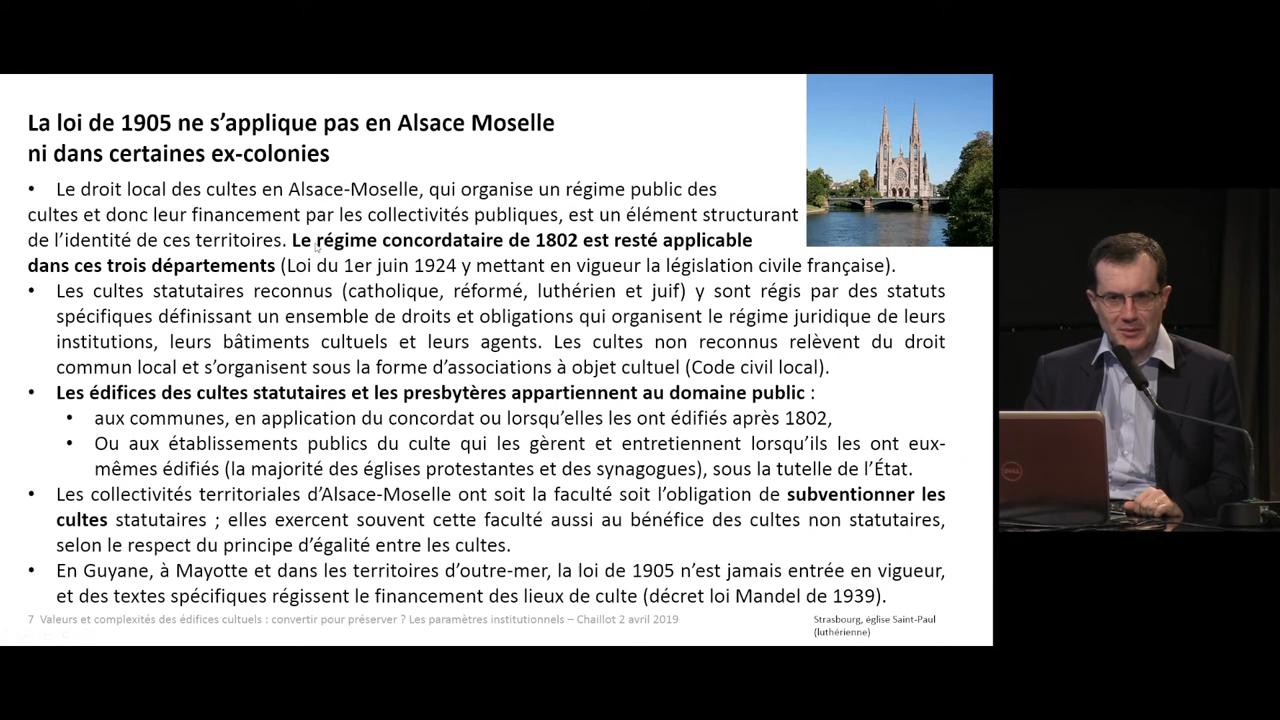 La loi de 1905 ne s’applique pas en Alsace Moselle
ni dans certaines ex-colonies
• Le droit local des cultes en Alsace-Moselle, qui organise un régime public des
cultes et donc leur financement par les collectivités publiques, est un élément structurant
de l’identité de ces territoires. Le régime concordataire de 1802 est resté applicable
dans ces trois départements (Loi du 1er juin 1924 y mettant en vigueur la législation civile française).
• Les cultes statutaires reconnus (catholique, réformé, luthérien et juif) y sont régis par des statuts
spécifiques définissant un ensemble de droits et obligations qui organisent le régime juridique de leurs
institutions, leurs bâtiments cultuels et leurs agents. Les cultes non reconnus relèvent du droit
commun local et s’organisent sous la forme d’associations à objet cultuel (Code civil local).
• Les édifices des cultes statutaires et les presbytères appartiennent au domaine public :
• aux communes, en application du concordat ou lorsqu’elles les ont édifiés après 1802,
• Ou aux établissements publics du culte qui les gèrent et entretiennent lorsqu’ils les ont eux-
mêmes édifiés (la majorité des églises protestantes et des synagogues), sous la tutelle de l’État.
• Les collectivités territoriales d’Alsace-Moselle ont soit la faculté soit l’obligation de subventionner les
cultes statutaires ; elles exercent souvent cette faculté aussi au bénéfice des cultes non statutaires,
selon le respect du principe d’égalité entre les cultes.
• En Guyane, à Mayotte et dans les territoires d’outre-mer, la loi de 1905 n’est jamais entrée en vigueur,
et des textes spécifiques régissent le financement des lieux de culte (décret loi Mandel de 1939).
7 Valeurs et complexités des édifices cultuels : convertir pour préserver ? Les paramètres institutionnels – Chaillot 2 avril 2019
Strasbourg, église Saint-Paul
(luthérienne)
DELL